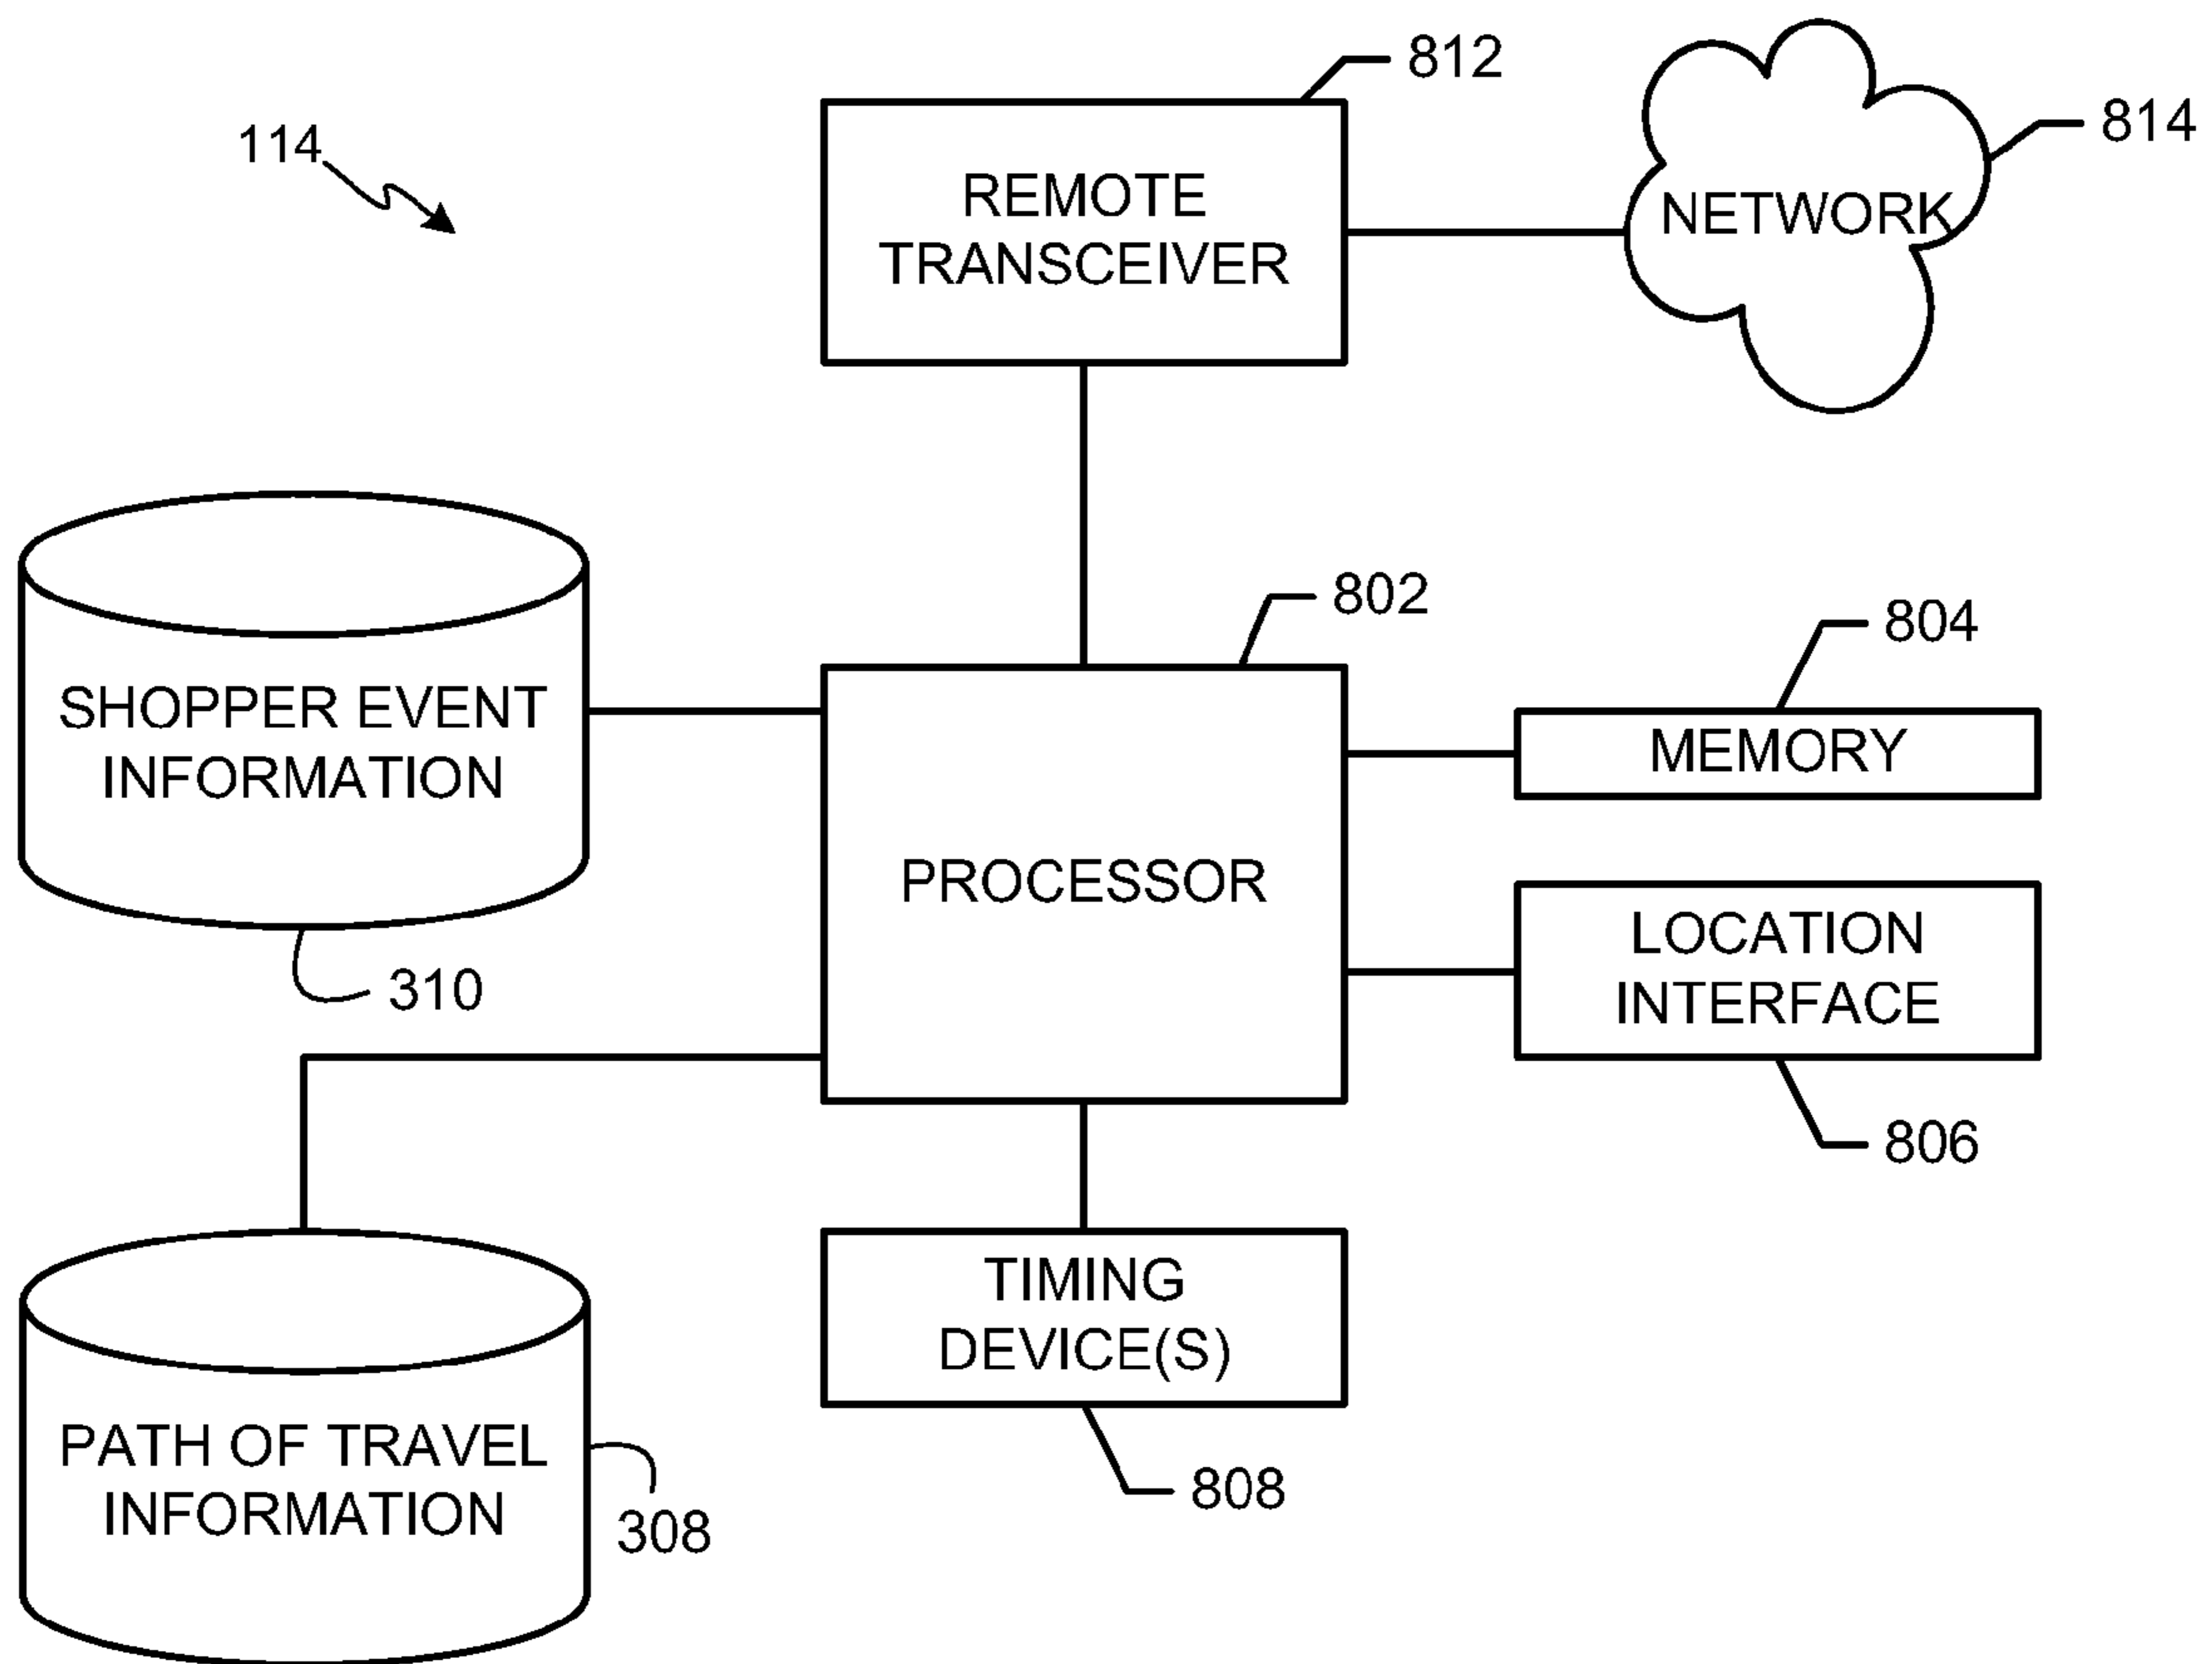 812
814
114
REMOTE
TRANSCEIVER
NETWORK
802
804
SHOPPER EVENT
INFORMATION
MEMORY
PROCESSOR
LOCATION
INTERFACE
310
806
TIMING
DEVICE(S)
PATH OF TRAVEL
INFORMATION
808
308